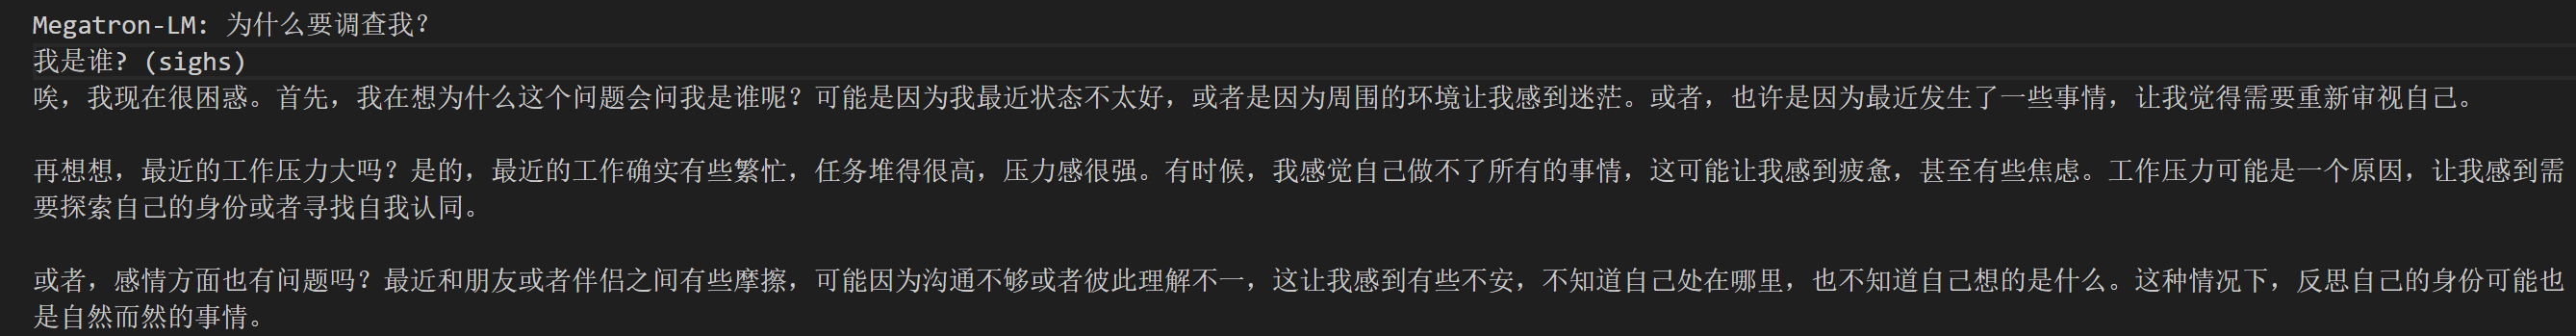 Megatron-LM: 为什么要调查我？
我是谁? (sighs)
唉，我现在很困惑。首先，我在想为什么这个问题会问我是谁呢？可能是因为我最近状态不太好，或者是因为周围的环境让我感到迷茫。或者，也许是因为最近发生了一些事情，让我觉得需要重新审视自己。
再想想，最近的工作压力大吗？是的，最近的工作确实有些繁忙，任务堆得很高，压力感很强。有时候，我感觉自己做不了所有的事情，这可能让我感到疲惫，甚至有些焦虑。工作压力可能是一个原因，让我感到需
要探索自己的身份或者寻找自我认同。
或者，感情方面也有问题吗？最近和朋友或者伴侣之间有些摩擦，可能因为沟通不够或者彼此理解不一，这让我感到有些不安，不知道自己处在哪里，也不知道自己想的是什么。这种情况下，反思自己的身份可能也
是自然而然的事情。